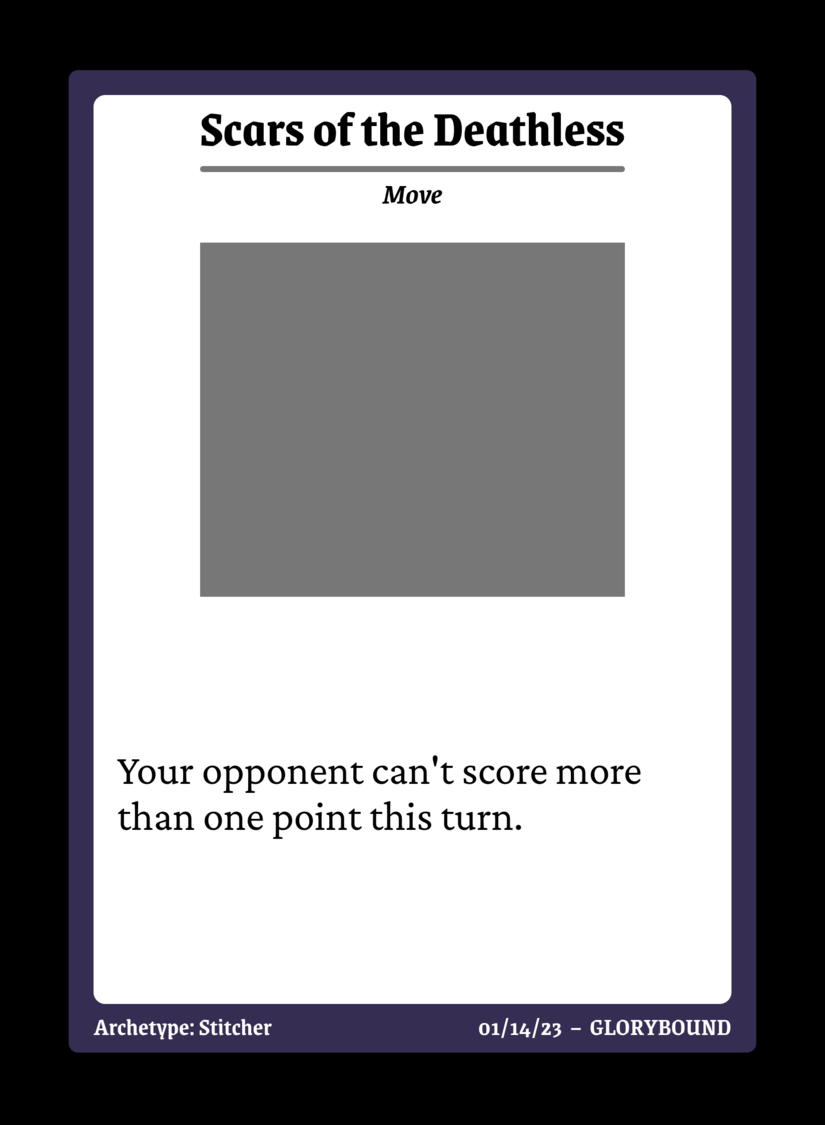 Scars of the Deathless
Move
Your opponent can't score more
than one point this turn.
Archetype: Stitcher
01/14/23 – GLORYBOUND